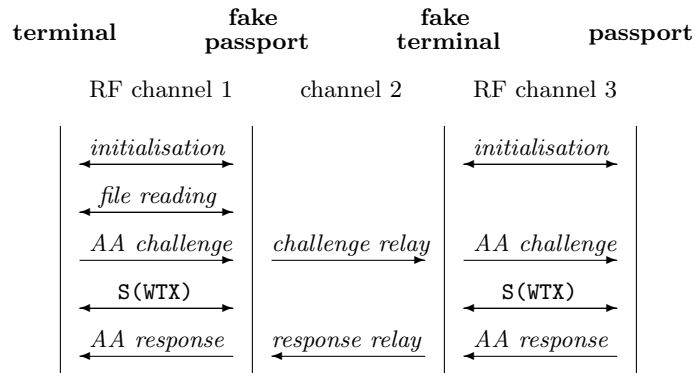 terminal fake passport fake terminal passport
RF channel 1 channel 2 RF channel 3
initialisation initialisation
file reading
AA challenge challenge relay AA challenge
S(WTX) S(WTX)
AA response response relay AA response